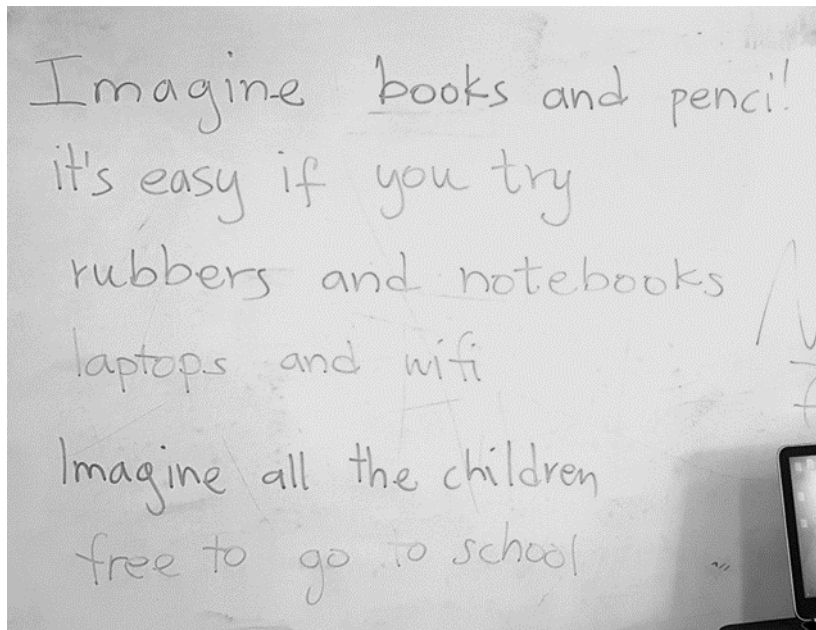 Imagine books and penci!
it's easy if you try
rubbers and notebooks
laptops and wifi
Imagine all the children
free to go to school